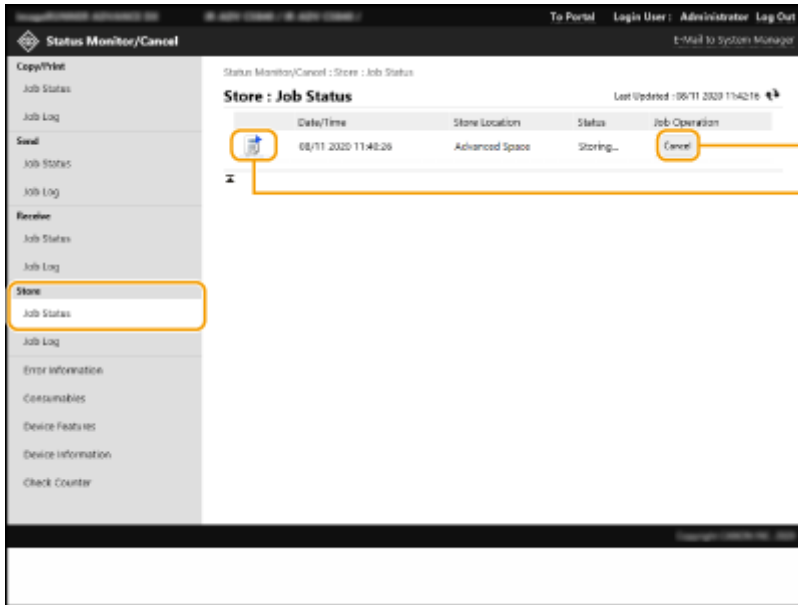 To Portal Login User : Administrator Log Out
Status Monitor/Cancel E-Mail to System Manager
Copy/Print
Job Status
Job Log
Send
Job Status
Job Log
Receive
Job Status
Job Log
Store
Job Status
Job Log
Error Information
Consumables
Device Features
Device Information
Check Counter
Status Monitor/Cancel : Store : Job Status
Store : Job Status Last Updated : 08/11 2020 11:42:16
Date/Time Store Location Status Job Operation
08/11 2020 11:40:26 Advanced Space Storing... Cancel